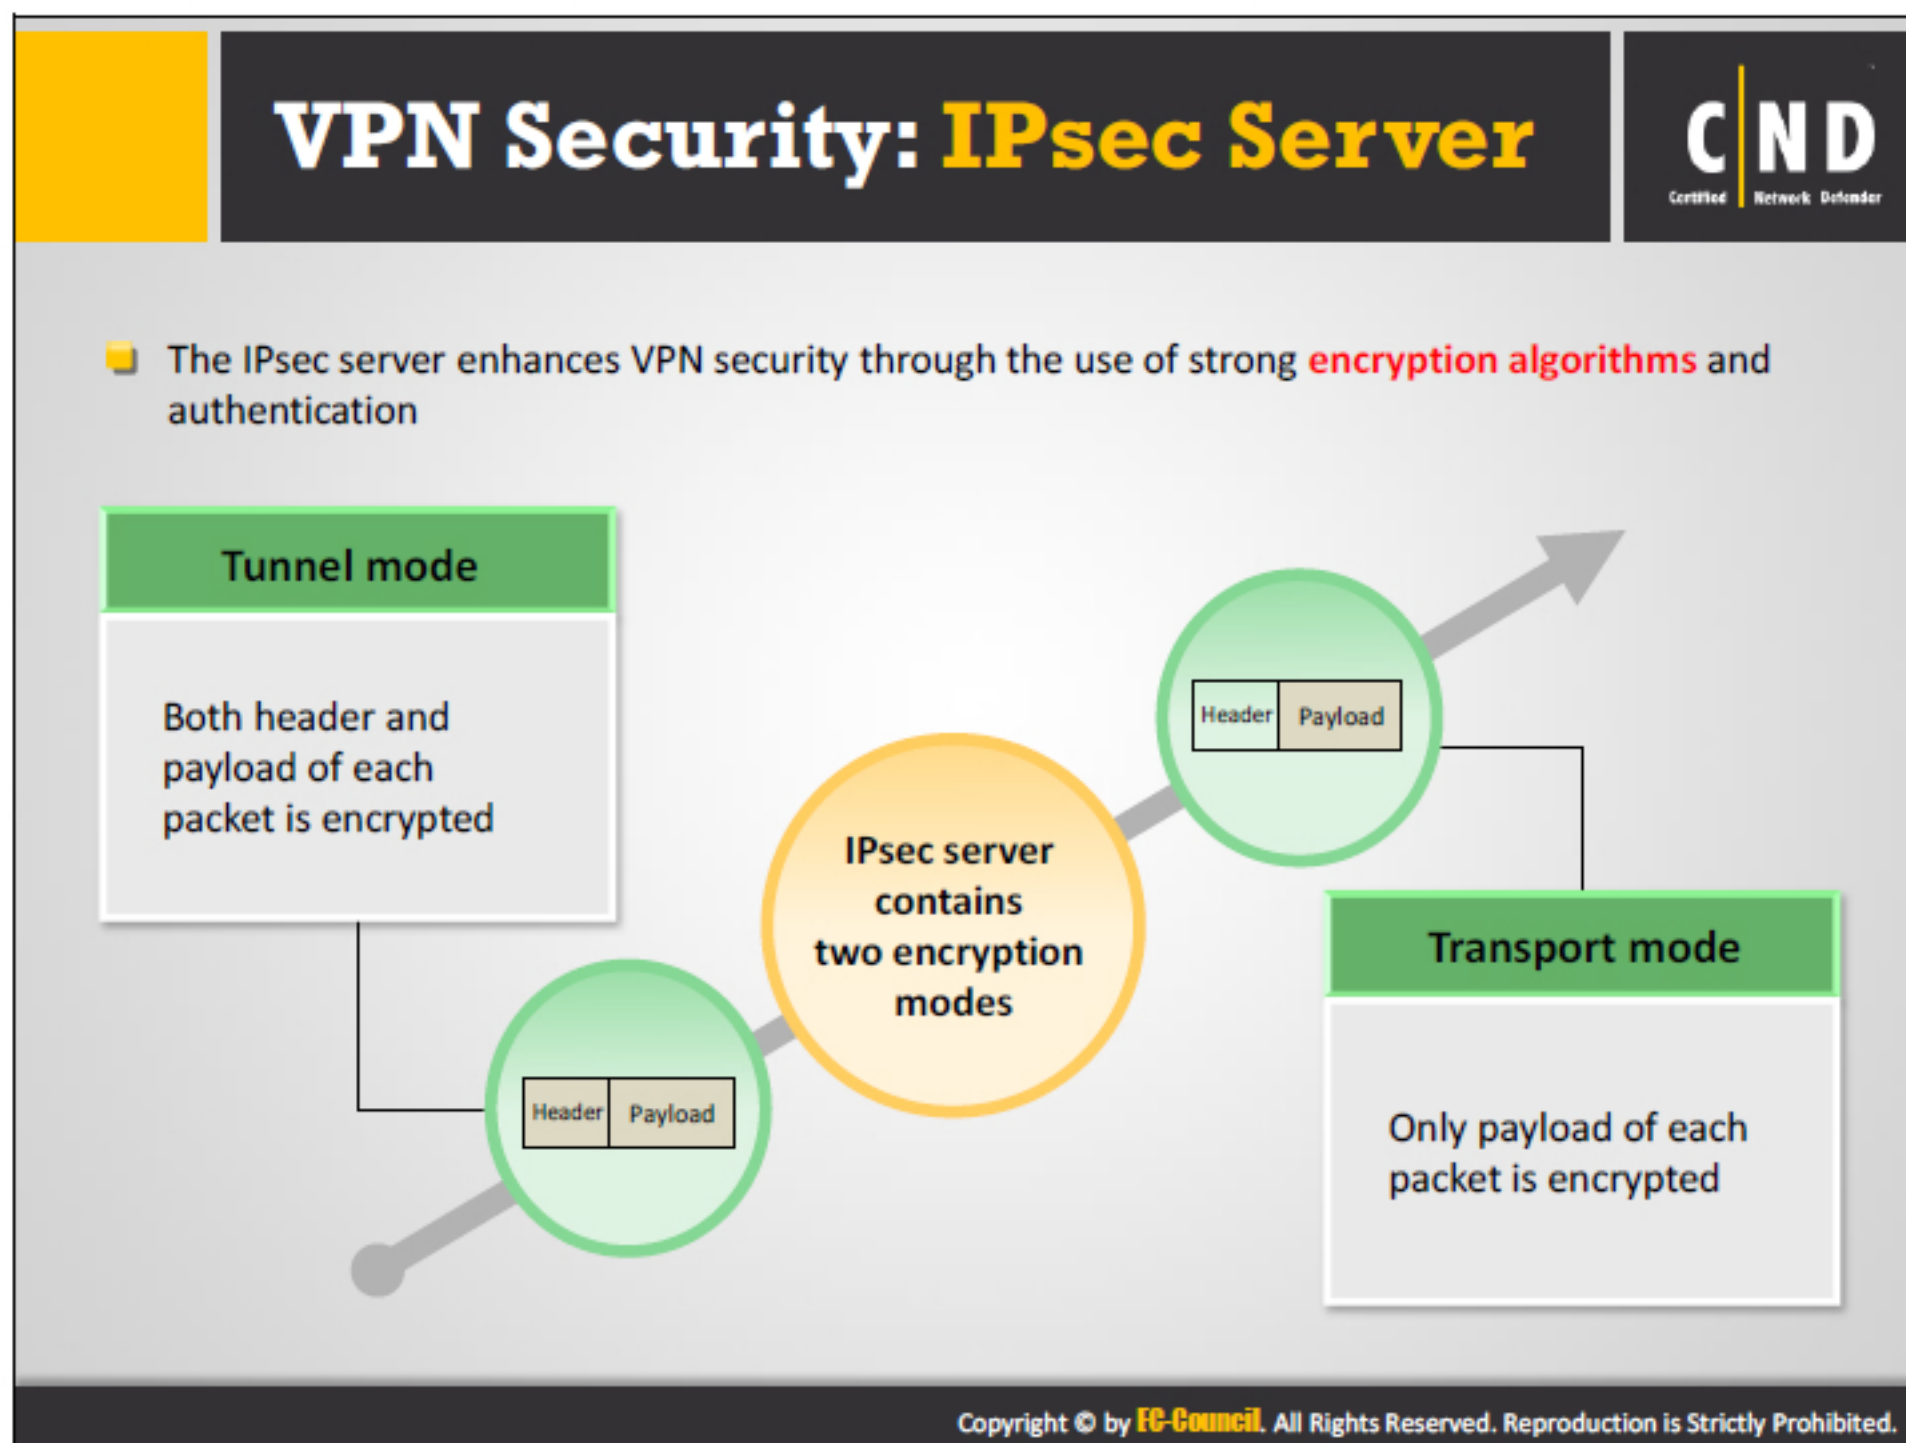 VPN Security: IPsec Server
C|ND
Certified Network Defender
The IPsec server enhances VPN security through the use of strong encryption algorithms and
authentication
Tunnel mode
Both header and
payload of each
packet is encrypted
Header Payload
IPsec server
contains
two encryption
modes
Header Payload
Transport mode
Only payload of each
packet is encrypted
Copyright © by EC-Council. All Rights Reserved. Reproduction is Strictly Prohibited.